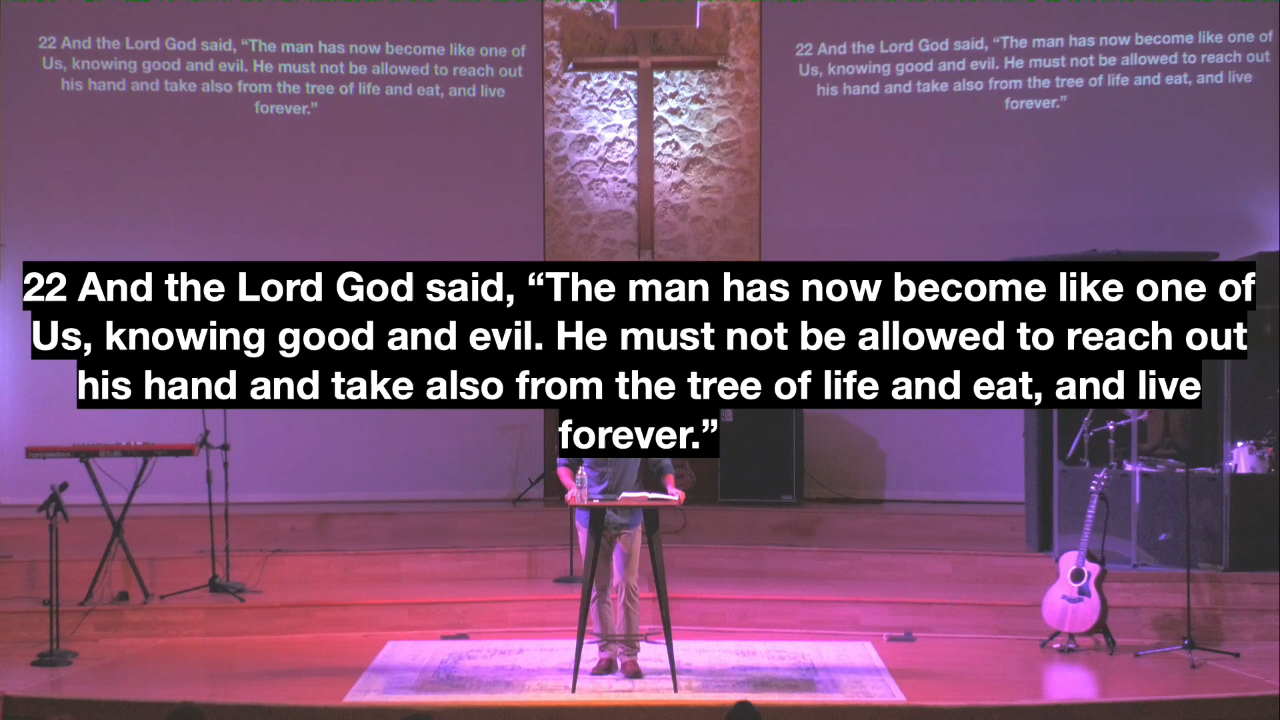 22 And the Lord God said, “The man has now become like one of
Us, knowing good and evil. He must not be allowed to reach out
his hand and take also from the tree of life and eat, and live
forever.”
22 And the Lord God said, “The man has now become like one of
Us, knowing good and evil. He must not be allowed to reach out
his hand and take also from the tree of life and eat, and live
forever.”
22 And the Lord God said, “The man has now become like one of
Us, knowing good and evil. He must not be allowed to reach out
his hand and take also from the tree of life and eat, and live
forever.”